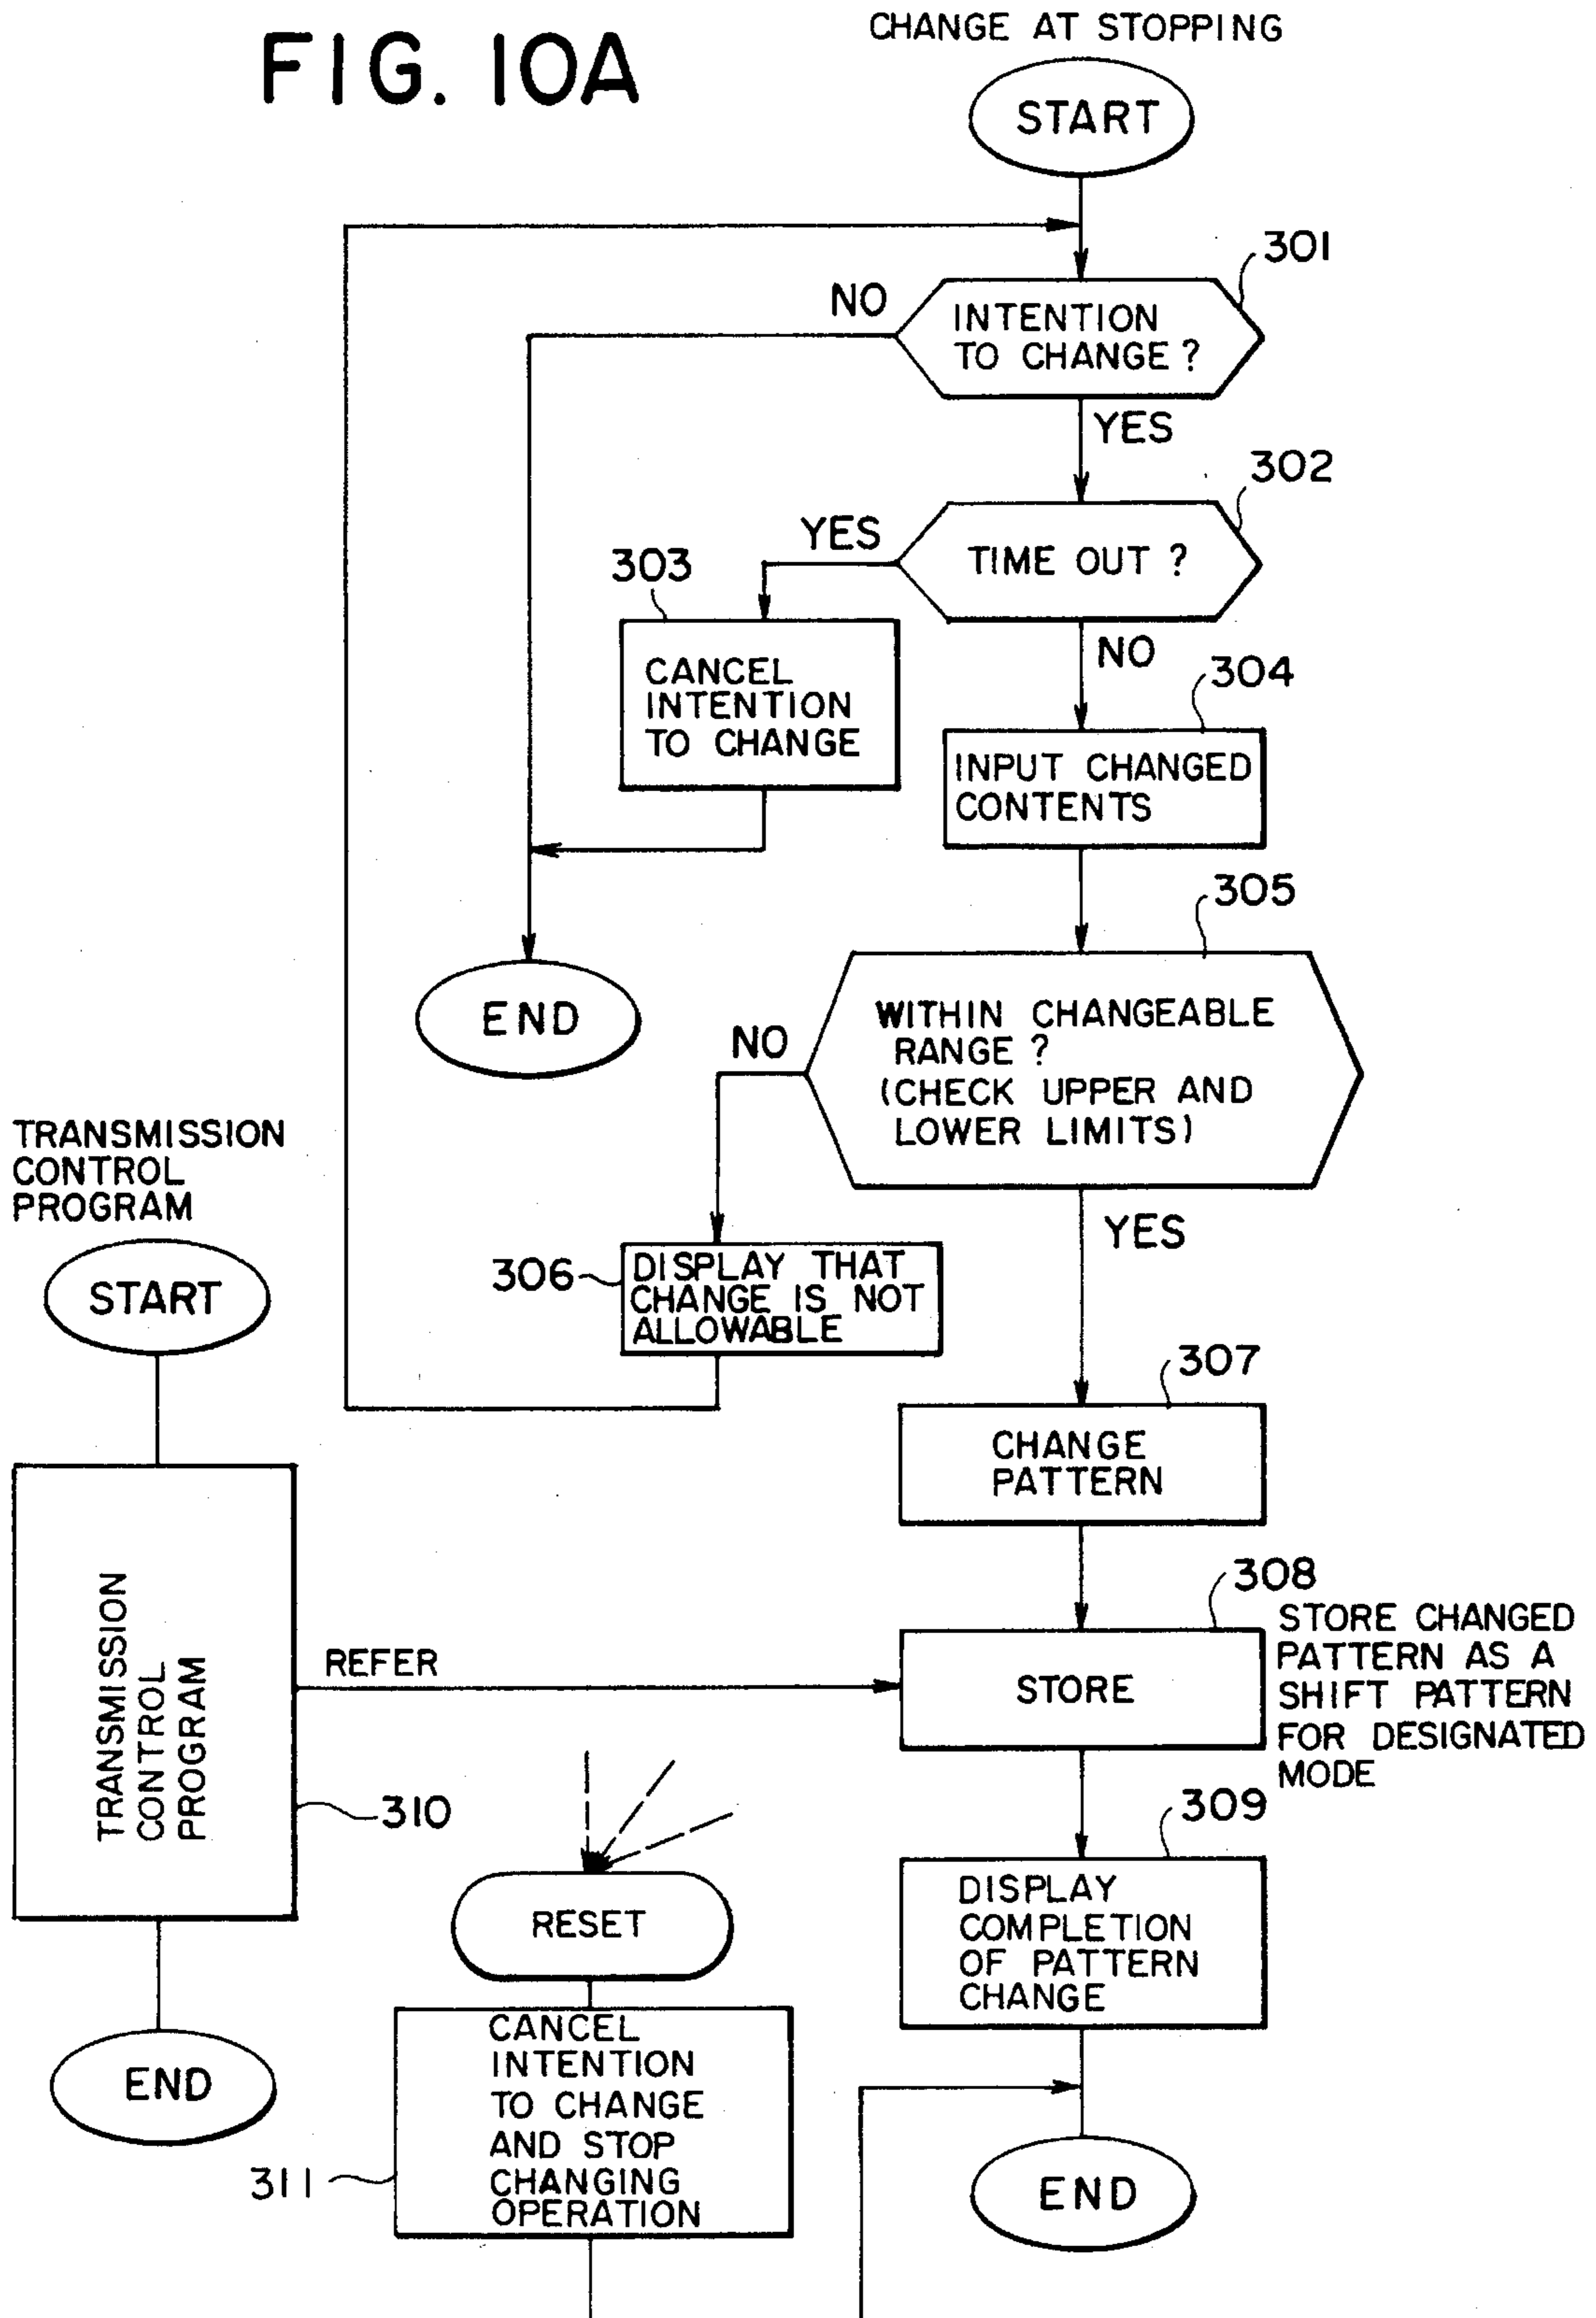 FIG. 10A
CHANGE AT STOPPING
START
301
NO
INTENTION
TO CHANGE ?
YES
302
YES
TIME OUT ?
303
NO
CANCEL
INTENTION
TO CHANGE
304
INPUT CHANGED
CONTENTS
305
END
WITHIN CHANGEABLE
RANGE ?
(CHECK UPPER AND
LOWER LIMITS)
NO
YES
TRANSMISSION
CONTROL
PROGRAM
START
306
DISPLAY THAT
CHANGE IS NOT
ALLOWABLE
307
CHANGE
PATTERN
308
STORE CHANGED
PATTERN AS A
SHIFT PATTERN
FOR DESIGNATED
MODE
REFER
STORE
TRANSMISSION
CONTROL
PROGRAM
310
309
RESET
DISPLAY
COMPLETION
OF PATTERN
CHANGE
END
CANCEL
INTENTION
TO CHANGE
AND STOP
CHANGING
OPERATION
311
END